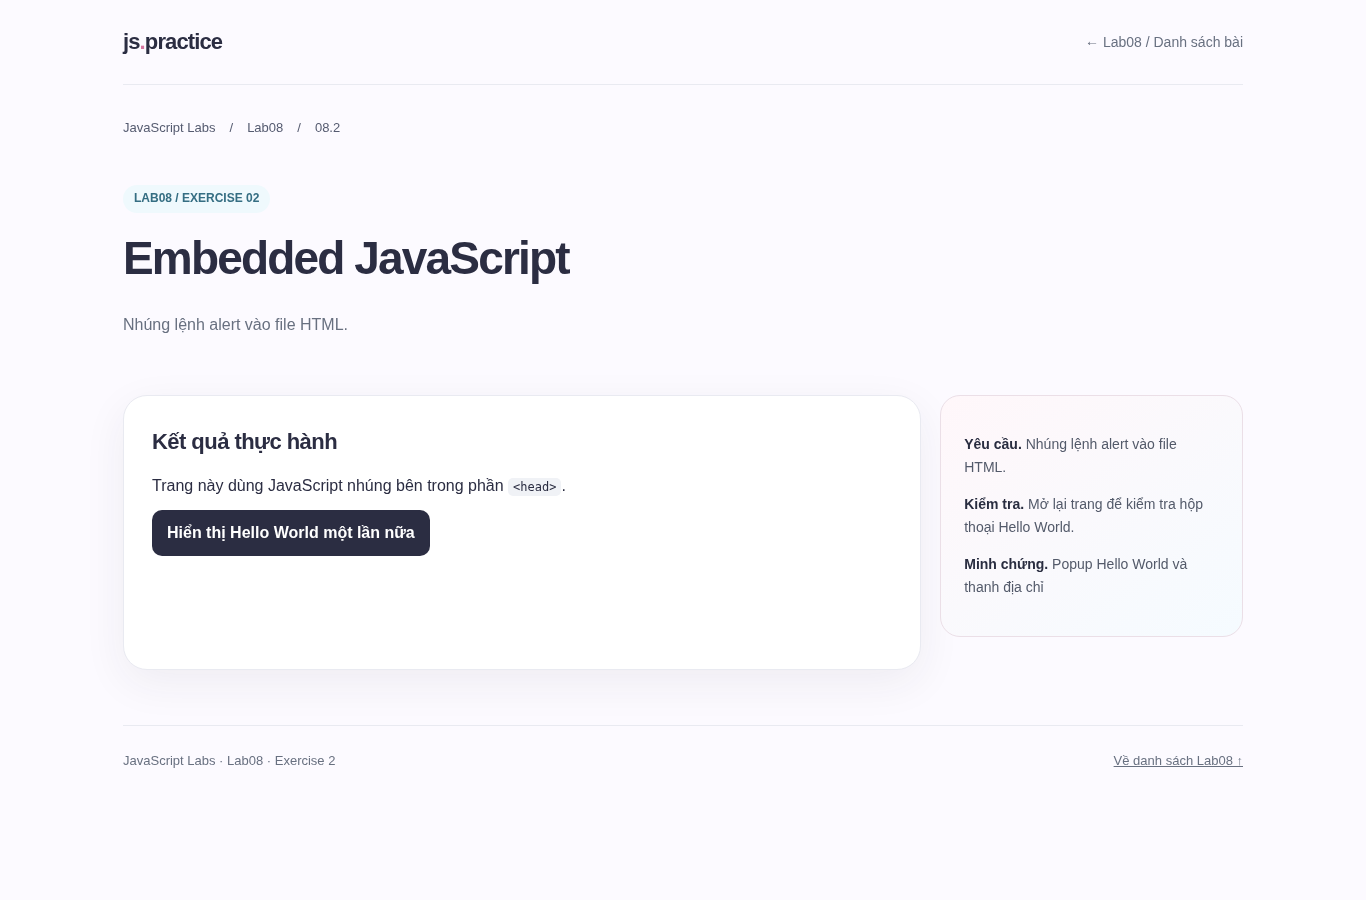 js.practice
← Lab08 / Danh sách bài
JavaScript Labs / Lab08 / 08.2
LAB08 / EXERCISE 02
Embedded JavaScript
Nhúng lệnh alert vào file HTML.
Kết quả thực hành
Trang này dùng JavaScript nhúng bên trong phần <head>.
Hiển thị Hello World một lần nữa
Yêu cầu. Nhúng lệnh alert vào file
HTML.
Kiểm tra. Mở lại trang để kiểm tra hộp
thoại Hello World.
Minh chứng. Popup Hello World và
thanh địa chỉ
JavaScript Labs · Lab08 · Exercise 2
Về danh sách Lab08 ↑